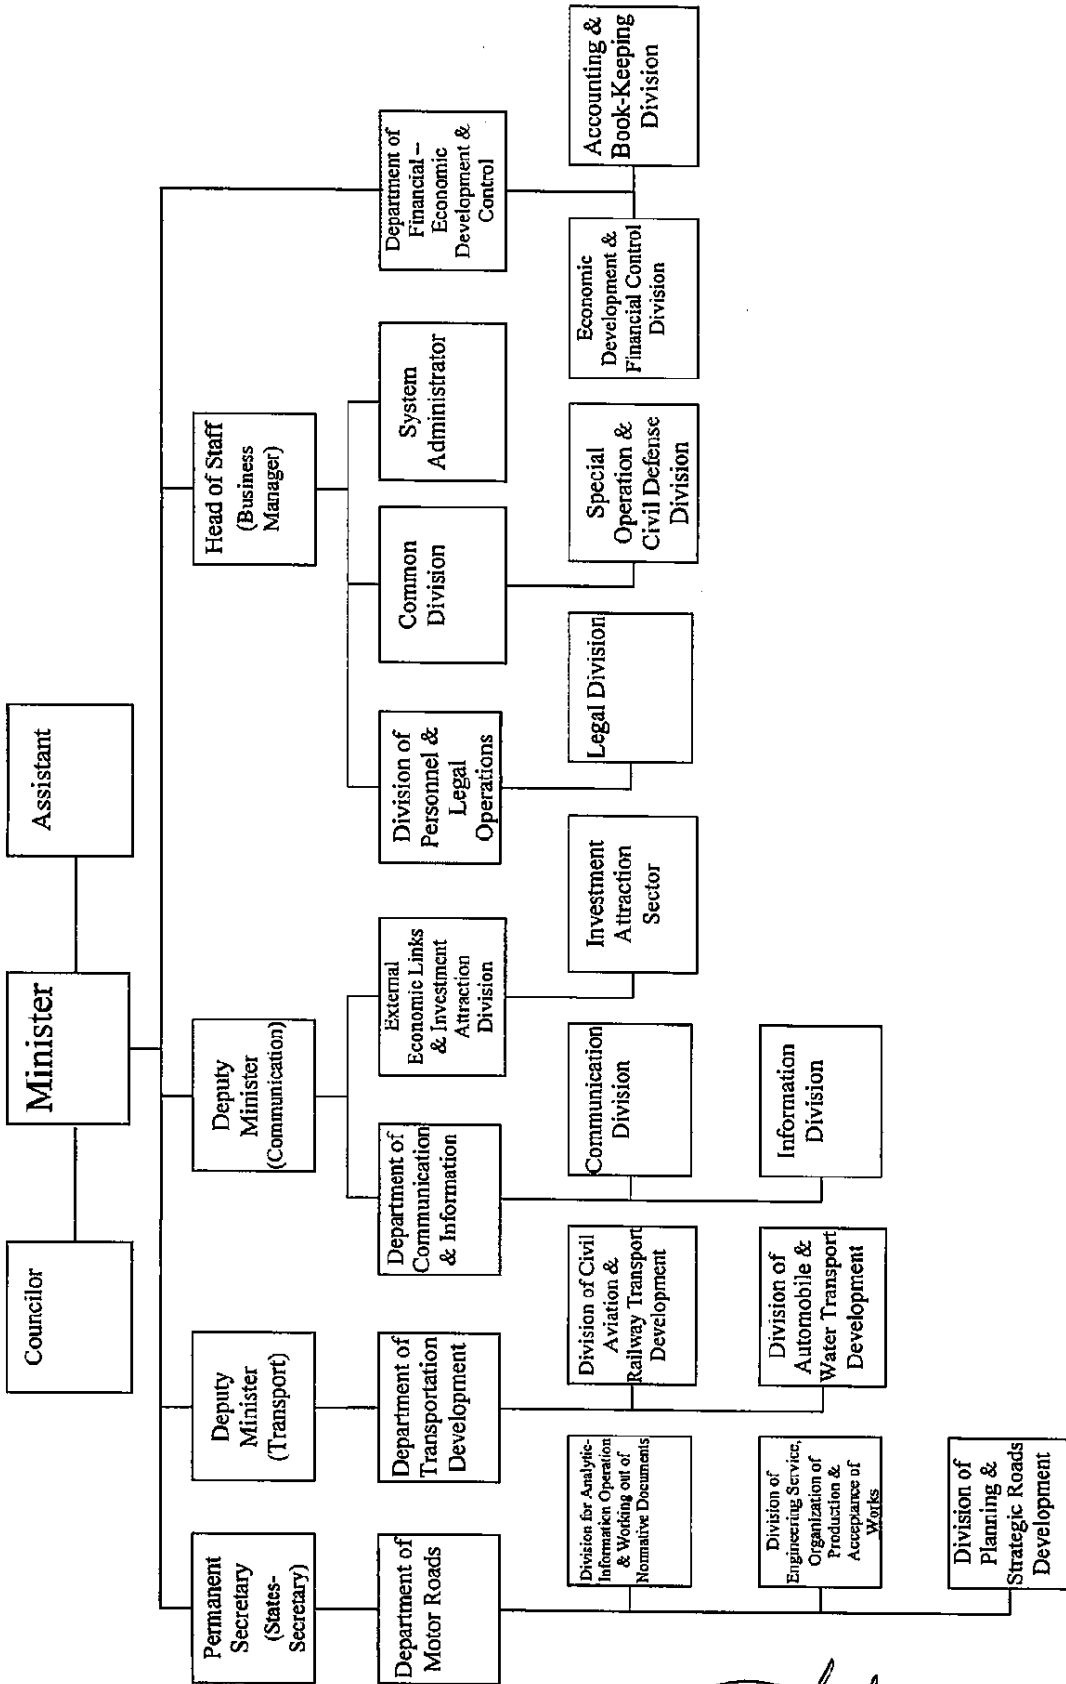 Councilor
Minister
Assistant
Permanent
Secretary
(States-
Secretary)
Deputy
Minister
(Transport)
Deputy
Minister
(Communication)
Head of Staff
(Business
Manager)
Department of
Motor Roads
Department of
Transportation
Development
Department of
Communication
& Information
External
Economic Links
& Investment
Attraction
Division
Division of
Personnel &
Legal
Operations
Common
Division
System
Administrator
Department of
Financial –
Economic
Development &
Control
Division for Analytic-
Information Operation
& Working out of
Normative Documents
Division of Civil
Aviation &
Railway Transport
Development
Communication
Division
Investment
Attraction
Sector
Legal Division
Special
Operation &
Civil Defense
Division
Economic
Development &
Financial Control
Division
Accounting &
Book-Keeping
Division
Division of
Engineering Service,
Organization of
Production &
Acceptance of
Works
Division of
Automobile &
Water Transport
Development
Information
Division
Division of
Planning &
Strategic Roads
Development